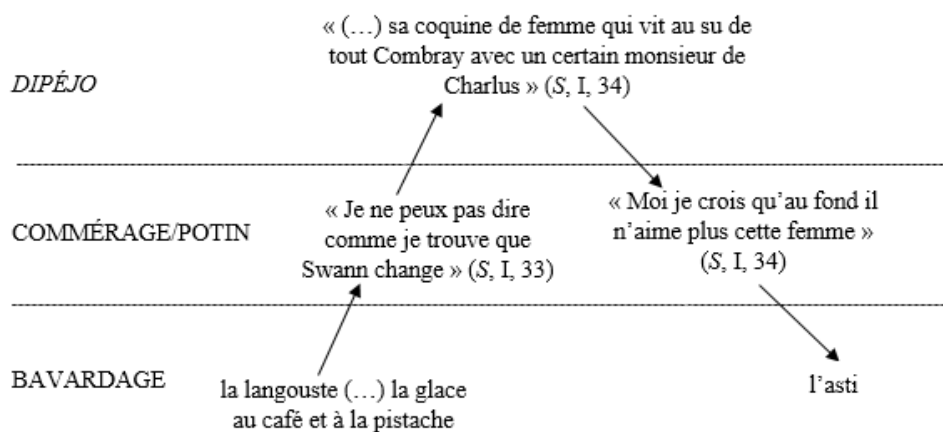 « (…) sa coquine de femme qui vit au su de
tout Combray avec un certain monsieur de
Charlus » (S, I, 34)
DIPÉJO
COMMÉRAGE/POTIN
« Je ne peux pas dire
comme je trouve que
Swann change » (S, I, 33)
« Moi je crois qu’au fond il
n’aime plus cette femme »
(S, I, 34)
BAVARDAGE
la langouste (…) la glace
au café et à la pistache
l’asti